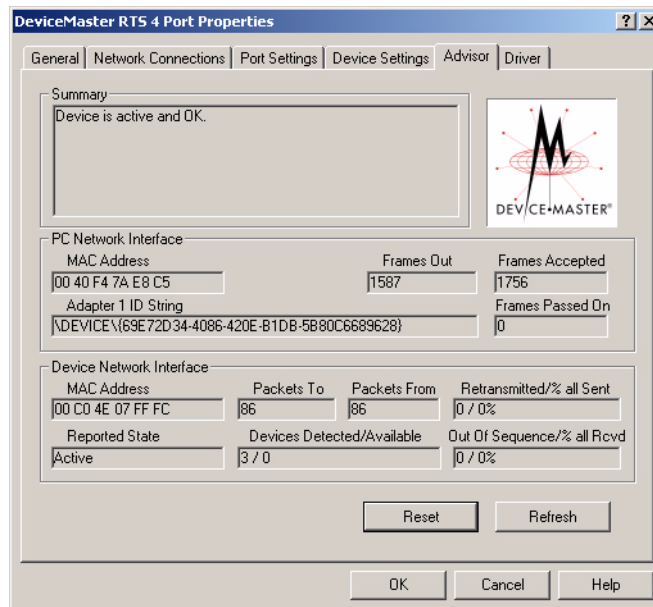 DeviceMaster RTS 4 Port Properties
General Network Connections Port Settings Device Settings Advisor Driver
Summary
Device is active and OK.
DEVICE•MASTER®
PC Network Interface
MAC Address Frames Out Frames Accepted
00 40 F4 7A E8 C5 1587 1756
Adapter 1 ID String Frames Passed On
\DEVICE\{69E72D34-4086-420E-B1DB-5B80C6689628} 0
Device Network Interface
MAC Address Packets To Packets From Retransmitted/% all Sent
00 C0 4E 07 FF FC 86 86 0 / 0%
Reported State Devices Detected/Available Out Of Sequence/% all Rcvd
Active 3 / 0 0 / 0%
Reset Refresh
OK Cancel Help